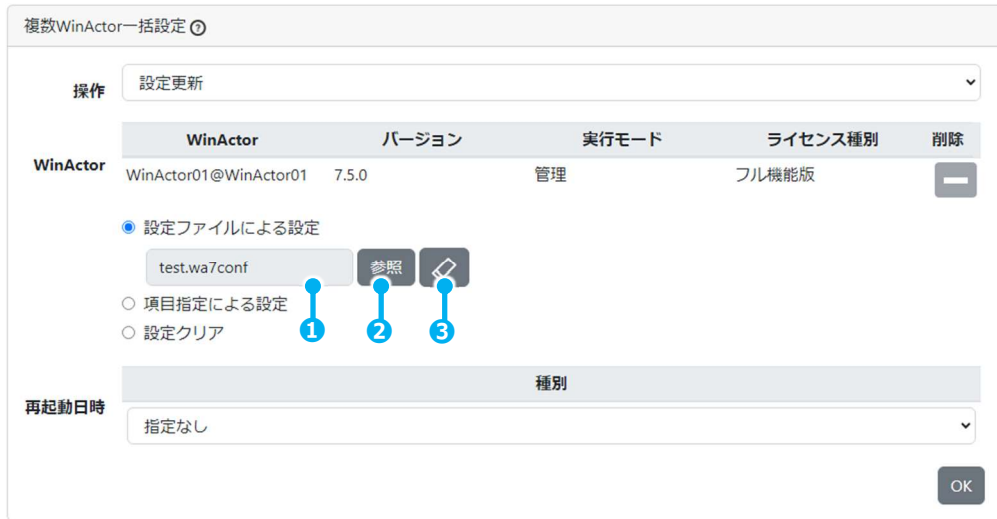 複数WinActor一括設定 ?
操作 設定更新
WinActor バージョン 実行モード ライセンス種別 削除
WinActor
WinActor01@WinActor01 7.5.0 管理 フル機能版
設定ファイルによる設定
test.wa7conf 参照
項目指定による設定
設定クリア
1 2 3
種別
再起動日時
指定なし
OK